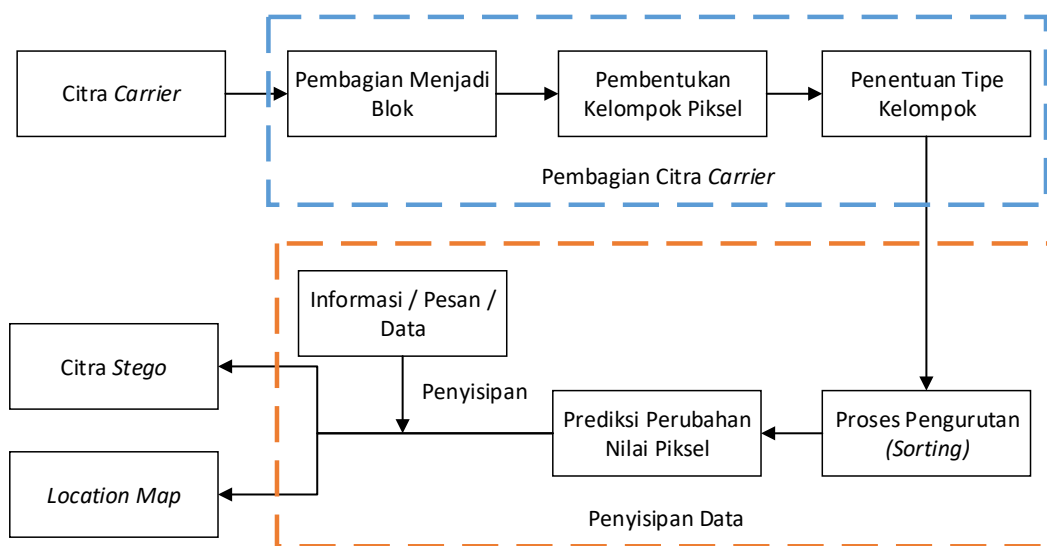 Citra Carrier
Pembagian Menjadi
Blok
Pembentukan
Kelompok Piksel
Penentuan Tipe
Kelompok
Pembagian Citra Carrier
Informasi / Pesan /
Data
Citra Stego
Penyisipan
Prediksi Perubahan
Nilai Piksel
Proses Pengurutan
(Sorting)
Location Map
Penyisipan Data